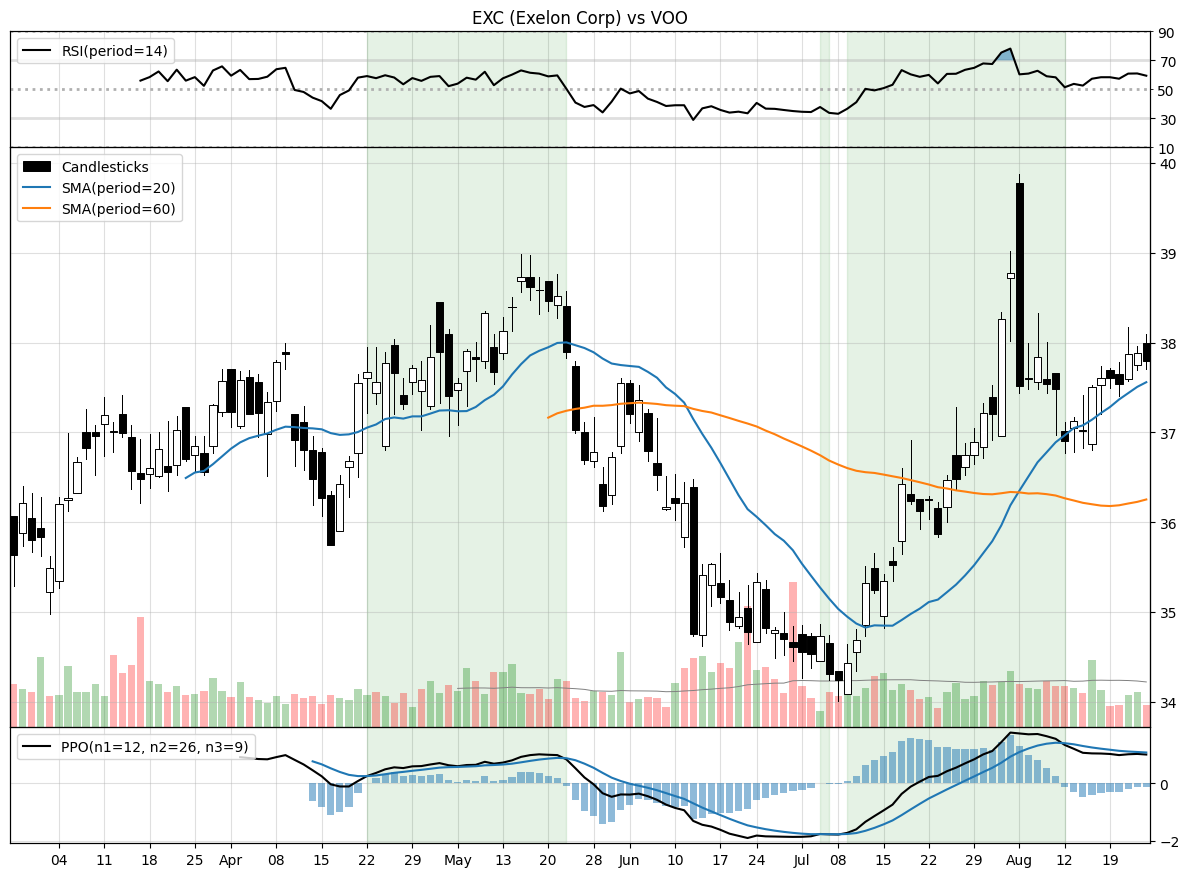 EXC (Exelon Corp) vs VOO
RSI(period=14)
90
70
50
30
10
Candlesticks
SMA(period=20)
SMA(period=60)
40
39
38
37
36
35
34
PPO(n1=12, n2=26, n3=9)
0
−2
04 11 18 25 Apr 08 15 22 29 May 13 20 28 Jun 10 17 24 Jul 08 15 22 29 Aug 12 19